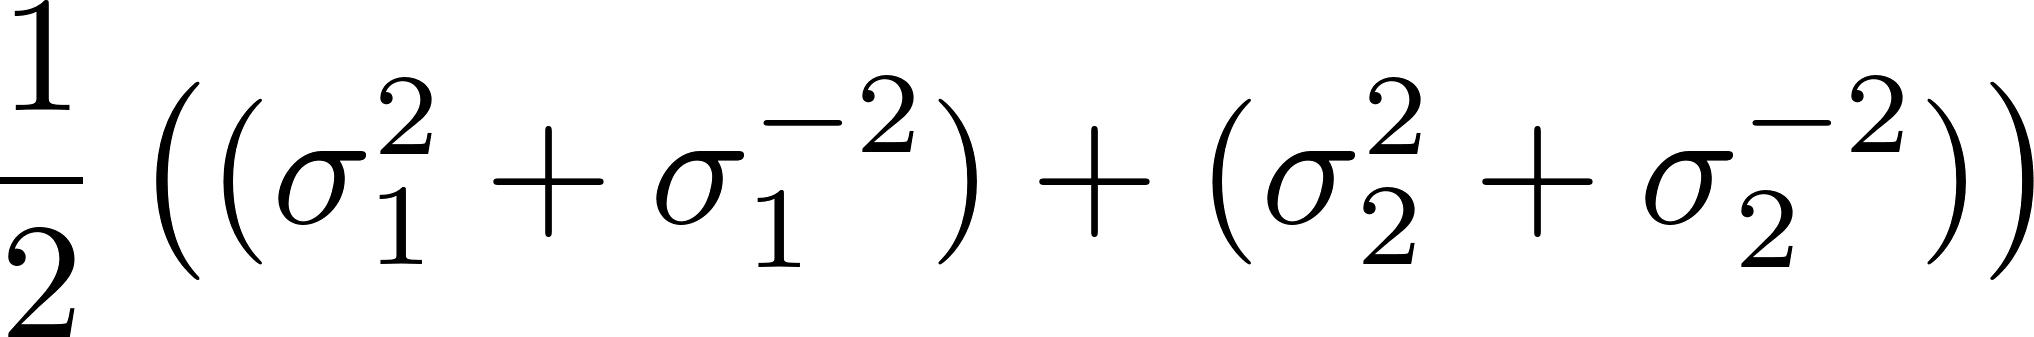 \frac{1}{2} \left( (\sigma_1^2 + \sigma_1^{-2}) + (\sigma_2^2 + \sigma_2^{-2}) \right)